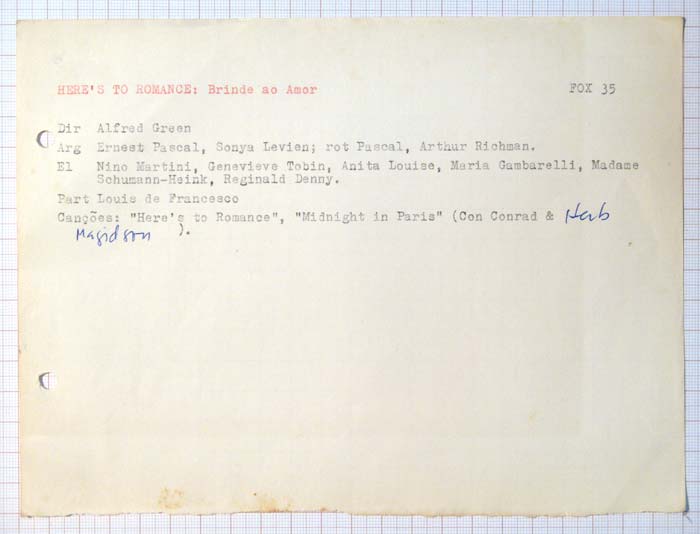 HERE'S TO ROMANCE: Brinde ao Amor FOX 35
Dir Alfred Green
Arg Ernest Pascal, Sonya Levien; rot Pascal, Arthur Richman.
El Nino Martini, Genevieve Tobin, Anita Louise, Maria Gambarelli, Madame
Schumann-Heink, Reginald Denny.
Part Louis de Francesco
Canções: "Here's to Romance", "Midnight in Paris" (Con Conrad & Herb
Magidson ).